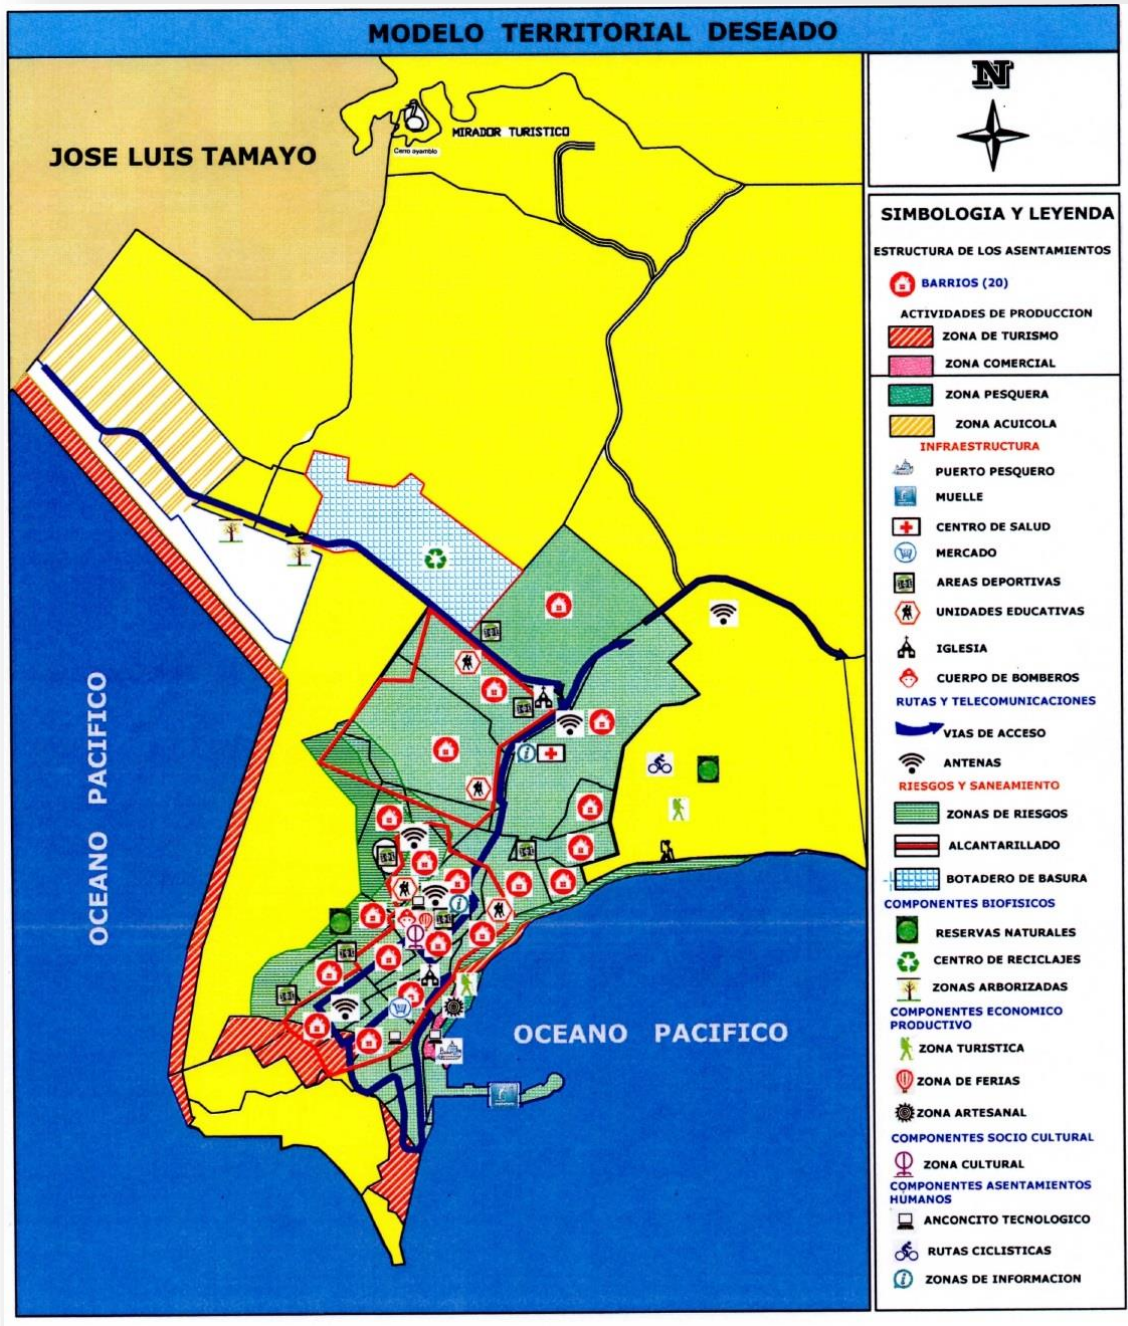 MODELO TERRITORIAL DESEADO
JOSE LUIS TAMAYO
MIRADOR TURISTICO
Cerro ayamblo
OCEANO PACIFICO
OCEANO PACIFICO
N
SIMBOLOGIA Y LEYENDA
ESTRUCTURA DE LOS ASENTAMIENTOS
BARRIOS (20)
ACTIVIDADES DE PRODUCCION
ZONA DE TURISMO
ZONA COMERCIAL
ZONA PESQUERA
ZONA ACUICOLA
INFRAESTRUCTURA
PUERTO PESQUERO
MUELLE
CENTRO DE SALUD
MERCADO
AREAS DEPORTIVAS
UNIDADES EDUCATIVAS
IGLESIA
CUERPO DE BOMBEROS
RUTAS Y TELECOMUNICACIONES
VIAS DE ACCESO
ANTENAS
RIESGOS Y SANEAMIENTO
ZONAS DE RIESGOS
ALCANTARILLADO
BOTADERO DE BASURA
COMPONENTES BIOFISICOS
RESERVAS NATURALES
CENTRO DE RECICLAJES
ZONAS ARBORIZADAS
COMPONENTES ECONOMICO
PRODUCTIVO
ZONA TURISTICA
ZONA DE FERIAS
ZONA ARTESANAL
COMPONENTES SOCIO CULTURAL
ZONA CULTURAL
COMPONENTES ASENTAMIENTOS
HUMANOS
ANCONCITO TECNOLOGICO
RUTAS CICLISTICAS
ZONAS DE INFORMACION